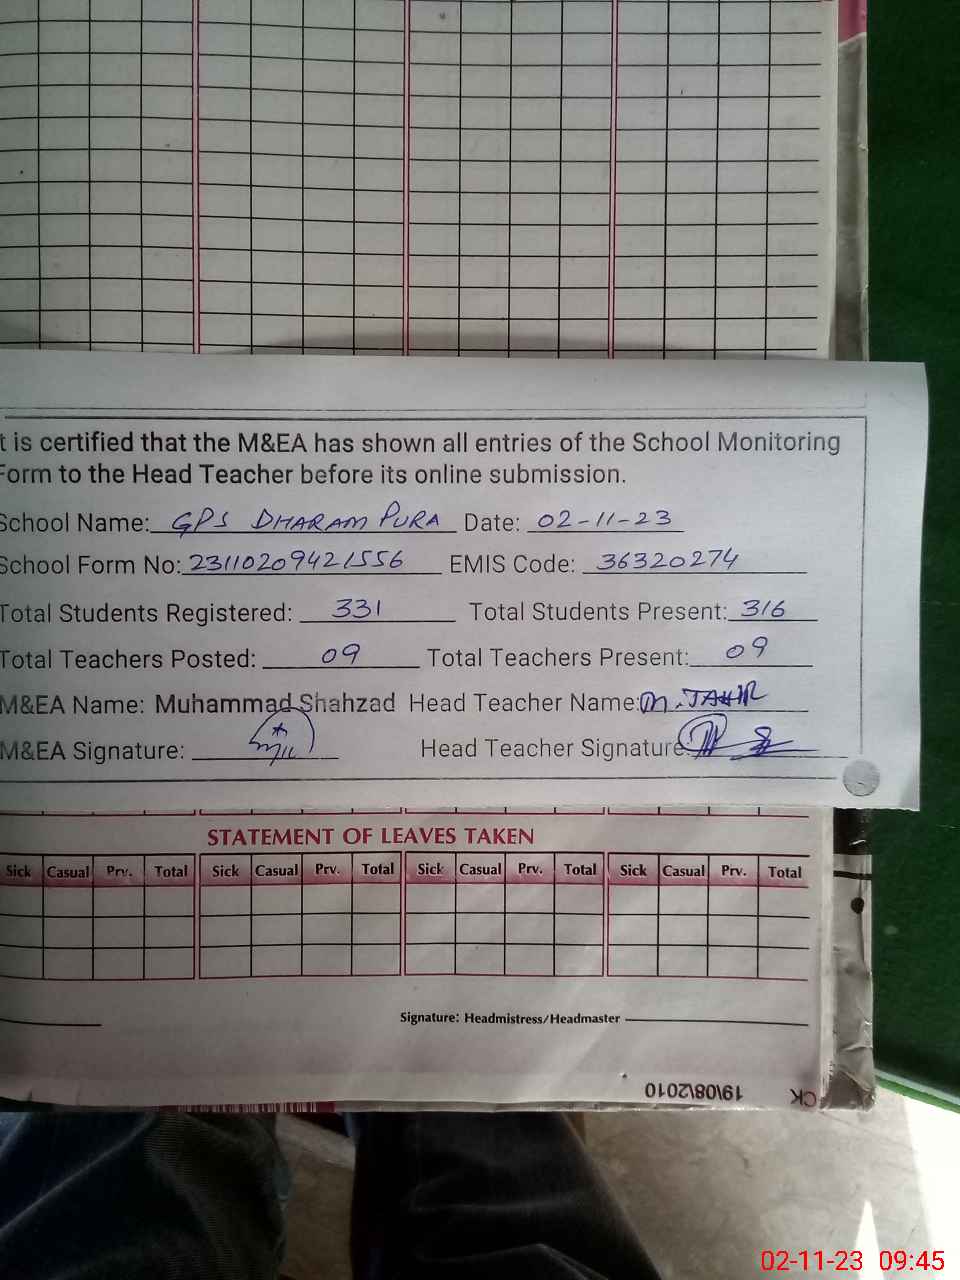 t is certified that the M&EA has shown all entries of the School Monitoring
Form to the Head Teacher before its online submission.
School Name: GPS DHARAM PURA Date: 02-11-23
School Form No: 23110209421556 EMIS Code: 36320274
Total Students Registered: 331 Total Students Present: 316
Total Teachers Posted: 09 Total Teachers Present: 09
M&EA Name: Muhammad Shahzad Head Teacher Name: M. TAHIR
M&EA Signature: Head Teacher Signature:
STATEMENT OF LEAVES TAKEN
Sick Casual Prv. Total Sick Casual Prv. Total Sick Casual Prv. Total Sick Casual Prv. Total
Signature: Headmistress/Headmaster
CK 19\08\2010
02-11-23 09:45